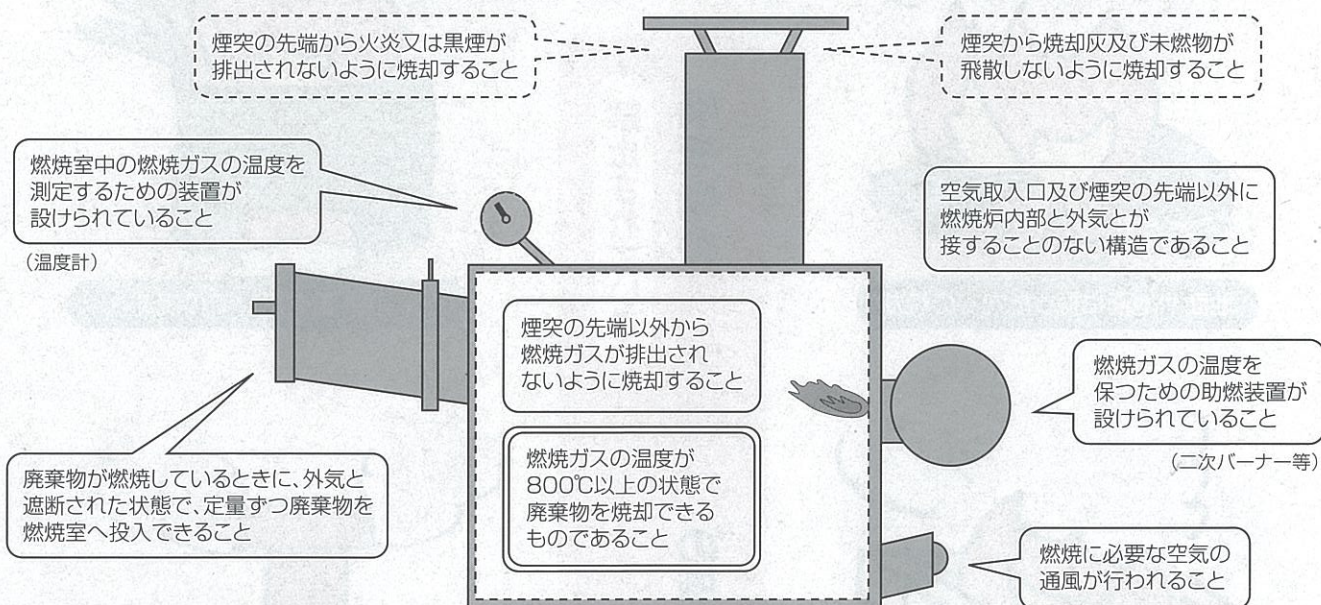 煙突の先端から火炎又は黒煙が
排出されないように焼却すること
煙突から焼却灰及び未燃物が
飛散しないように焼却すること
燃焼室中の燃焼ガスの温度を
測定するための装置が
設けられていること
(温度計)
空気取入口及び煙突の先端以外に
燃焼炉内部と外気とが
接することのない構造であること
煙突の先端以外から
燃焼ガスが排出され
ないように焼却すること
燃焼ガスの温度を
保つための助燃装置が
設けられていること
(二次バーナー等)
燃焼ガスの温度が
800℃以上の状態で
廃棄物を焼却できる
ものであること
廃棄物が燃焼しているときに、外気と
遮断された状態で、定量ずつ廃棄物を
燃焼室へ投入できること
燃焼に必要な空気の
通風が行われること